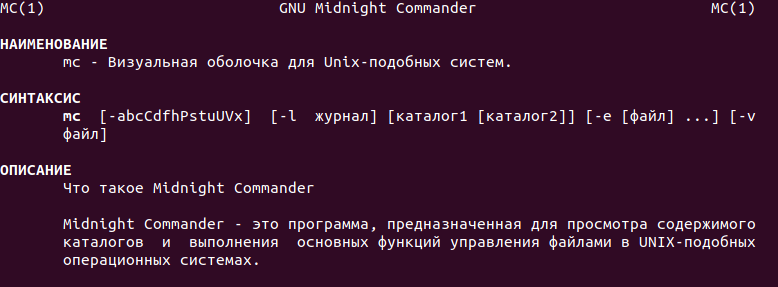 MC(1) GNU Midnight Commander MC(1)
НАИМЕНОВАНИЕ
mc - Визуальная оболочка для Unix-подобных систем.
СИНТАКСИС
mc [-abcCdfhPstuUVx] [-l журнал] [каталог1 [каталог2]] [-e [файл] ...] [-v
файл]
ОПИСАНИЕ
Что такое Midnight Commander
Midnight Commander - это программа, предназначенная для просмотра содержимого
каталогов и выполнения основных функций управления файлами в UNIX-подобных
операционных системах.